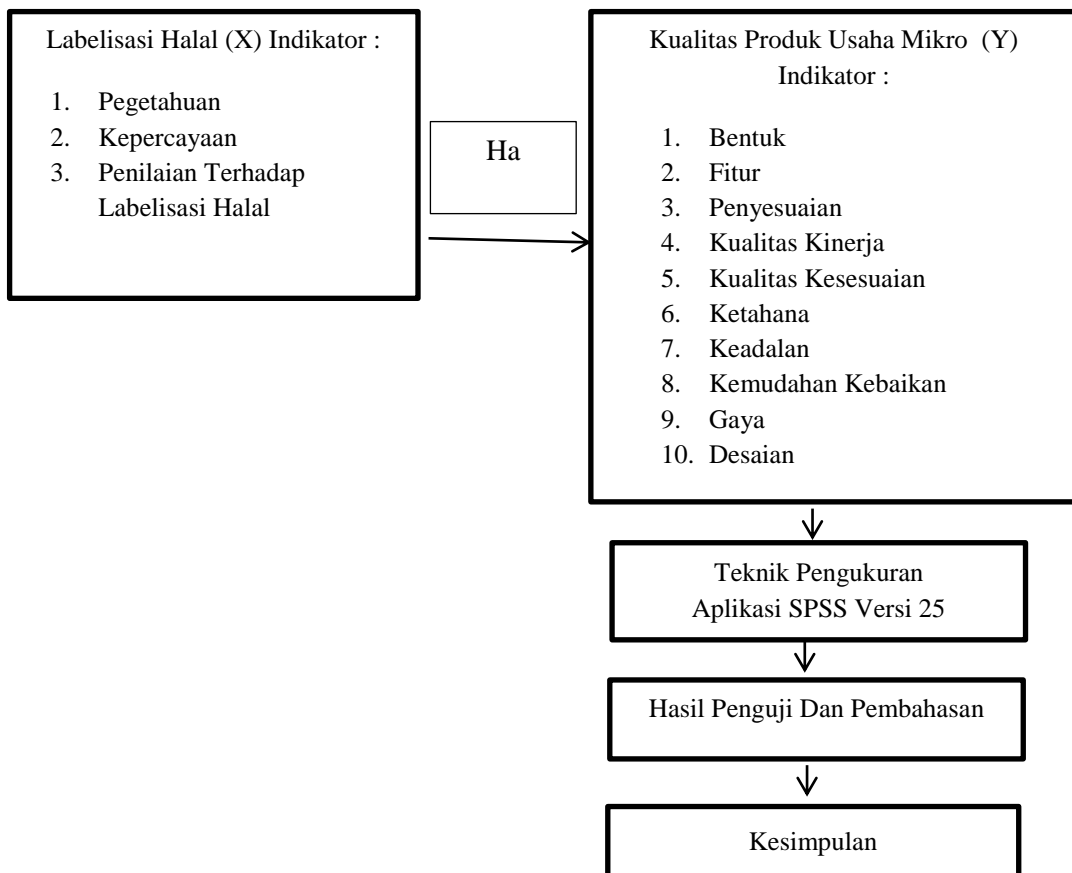 Labelisasi Halal (X) Indikator :
1. Pegetahuan
2. Kepercayaan
3. Penilaian Terhadap
Labelisasi Halal
Ha
Kualitas Produk Usaha Mikro (Y)
Indikator :
1. Bentuk
2. Fitur
3. Penyesuaian
4. Kualitas Kinerja
5. Kualitas Kesesuaian
6. Ketahana
7. Keadalan
8. Kemudahan Kebaikan
9. Gaya
10. Desaian
Teknik Pengukuran
Aplikasi SPSS Versi 25
Hasil Penguji Dan Pembahasan
Kesimpulan